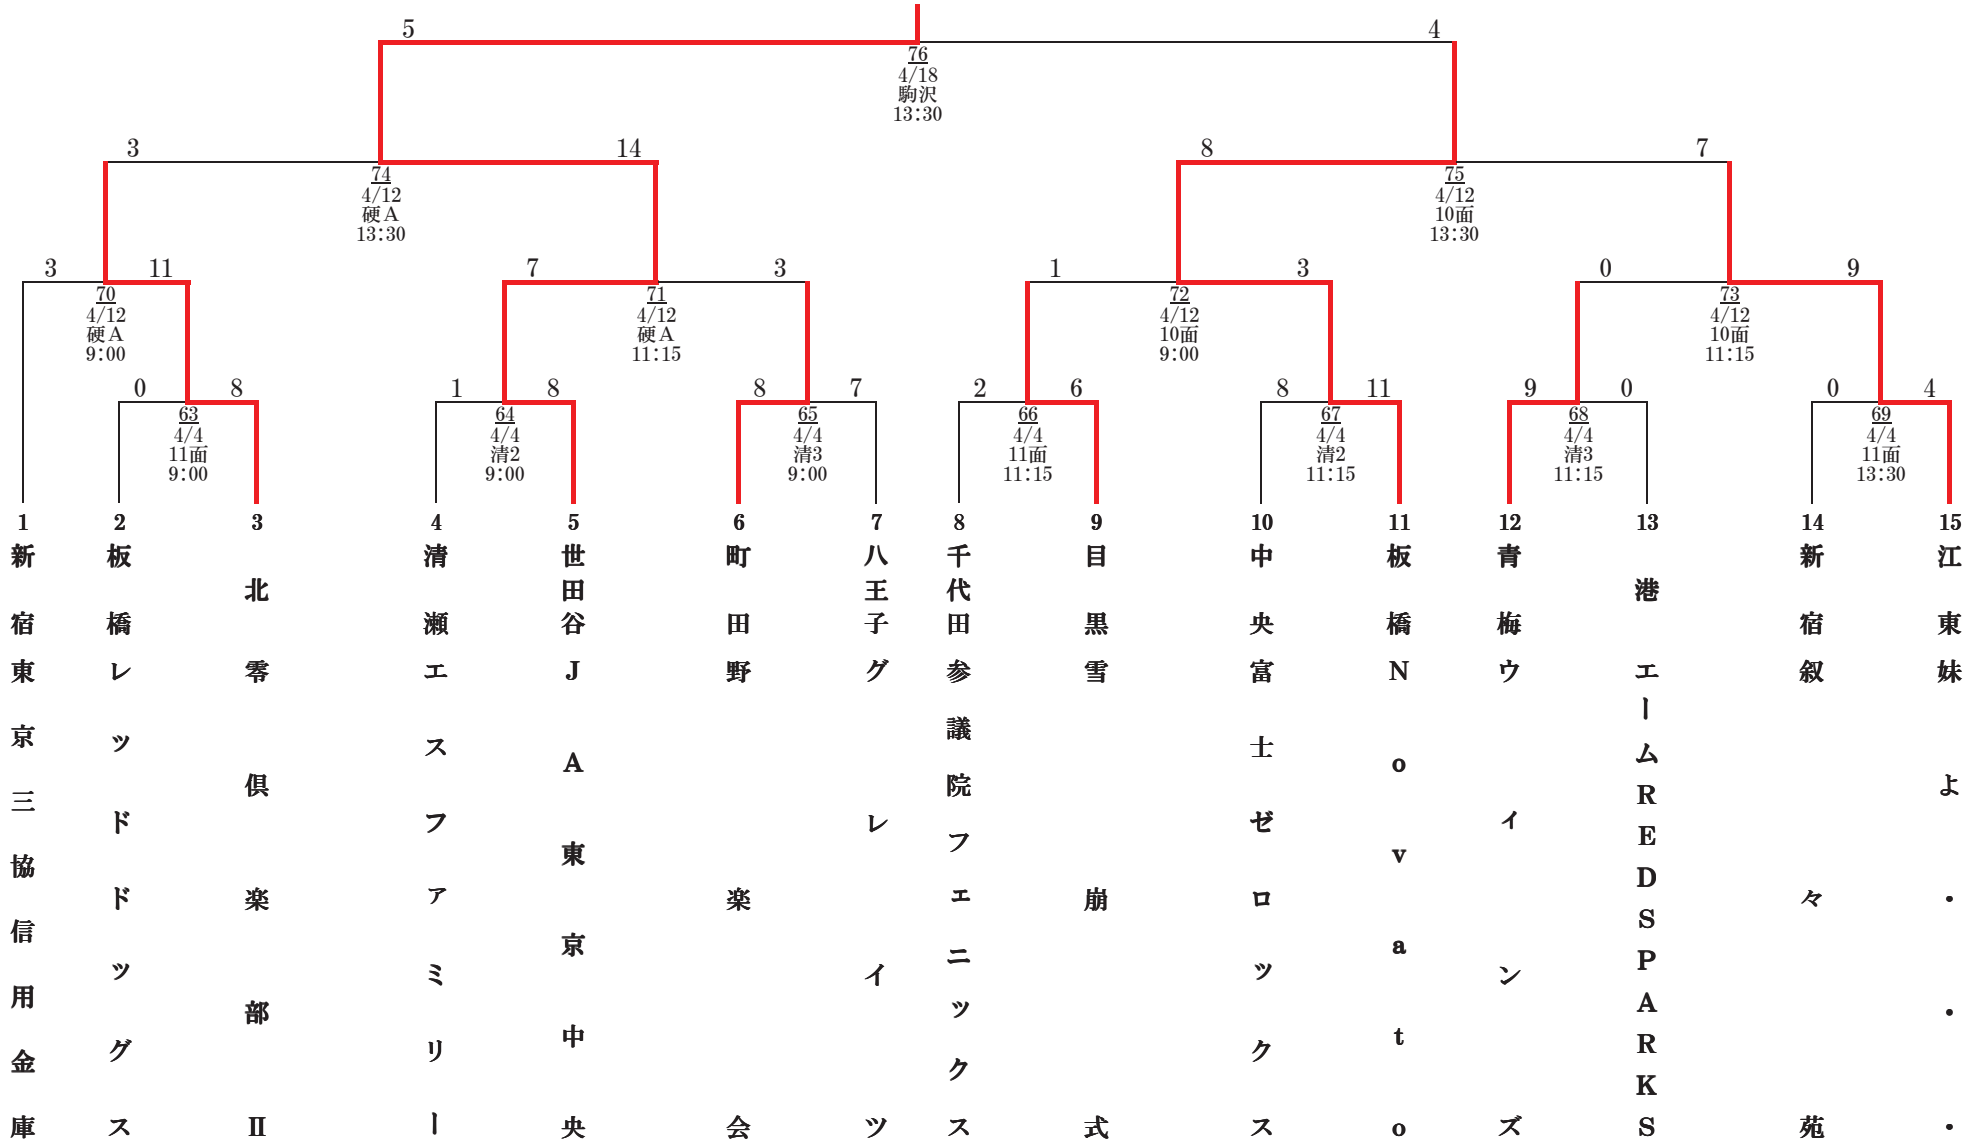 5
4
76
4/18
駒沢
13:30
3
14
8
7
74
4/12
硬A
13:30
75
4/12
10面
13:30
3
11
7
3
1
3
0
9
70
4/12
硬A
9:00
71
4/12
硬A
11:15
72
4/12
10面
9:00
73
4/12
10面
11:15
0
8
1
8
8
7
2
6
8
11
9
0
0
4
63
4/4
11面
9:00
64
4/4
清2
9:00
65
4/4
清3
9:00
66
4/4
11面
11:15
67
4/4
清2
11:15
68
4/4
清3
11:15
69
4/4
11面
13:30
1
新宿
東京三協信用金庫
2
板橋
レッドドッグス
3
北
零倶楽部Ⅱ
4
清瀬
エスファミリー
5
世田谷
JA東京中央
6
町田
野楽会
7
八王子
グレイツ
8
千代田
参議院フェニックス
9
目黒
雪崩式
10
中央
富士ゼロックス
11
板橋
Novato
12
青梅
ウィンズ
13
港
エームREDSPARKS
14
新宿
叙々苑
15
江東
妹よ・・・